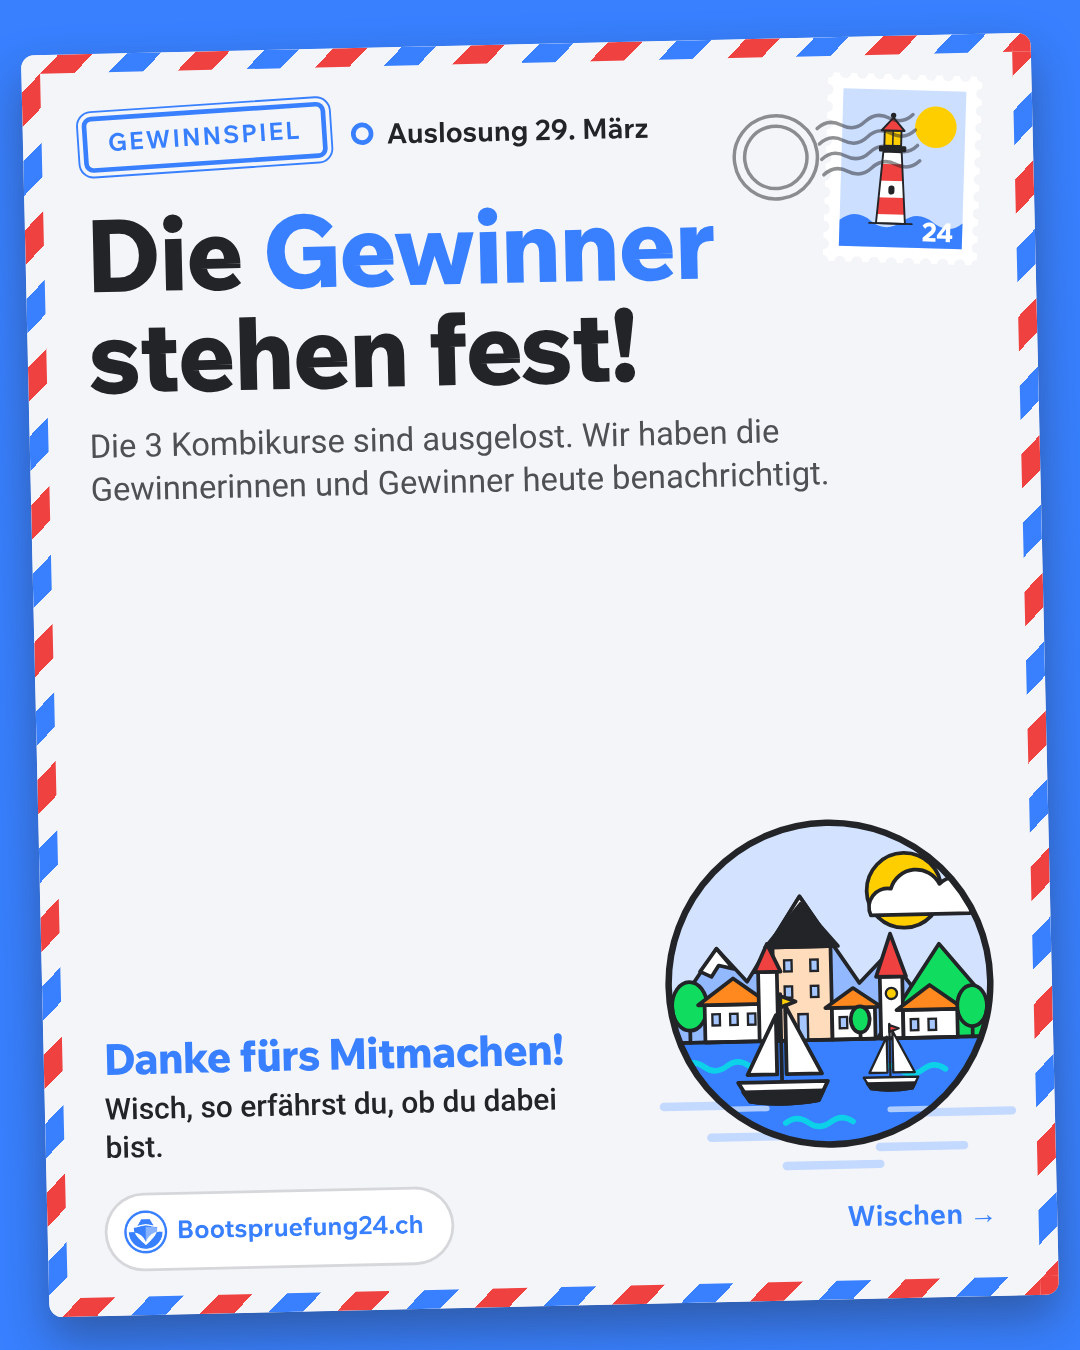 GEWINNSPIEL
Auslosung 29. März
24
Die Gewinner
stehen fest!
Die 3 Kombikurse sind ausgelost. Wir haben die
Gewinnerinnen und Gewinner heute benachrichtigt.
Danke fürs Mitmachen!
Wisch, so erfährst du, ob du dabei
bist.
Bootspruefung24.ch
Wischen →